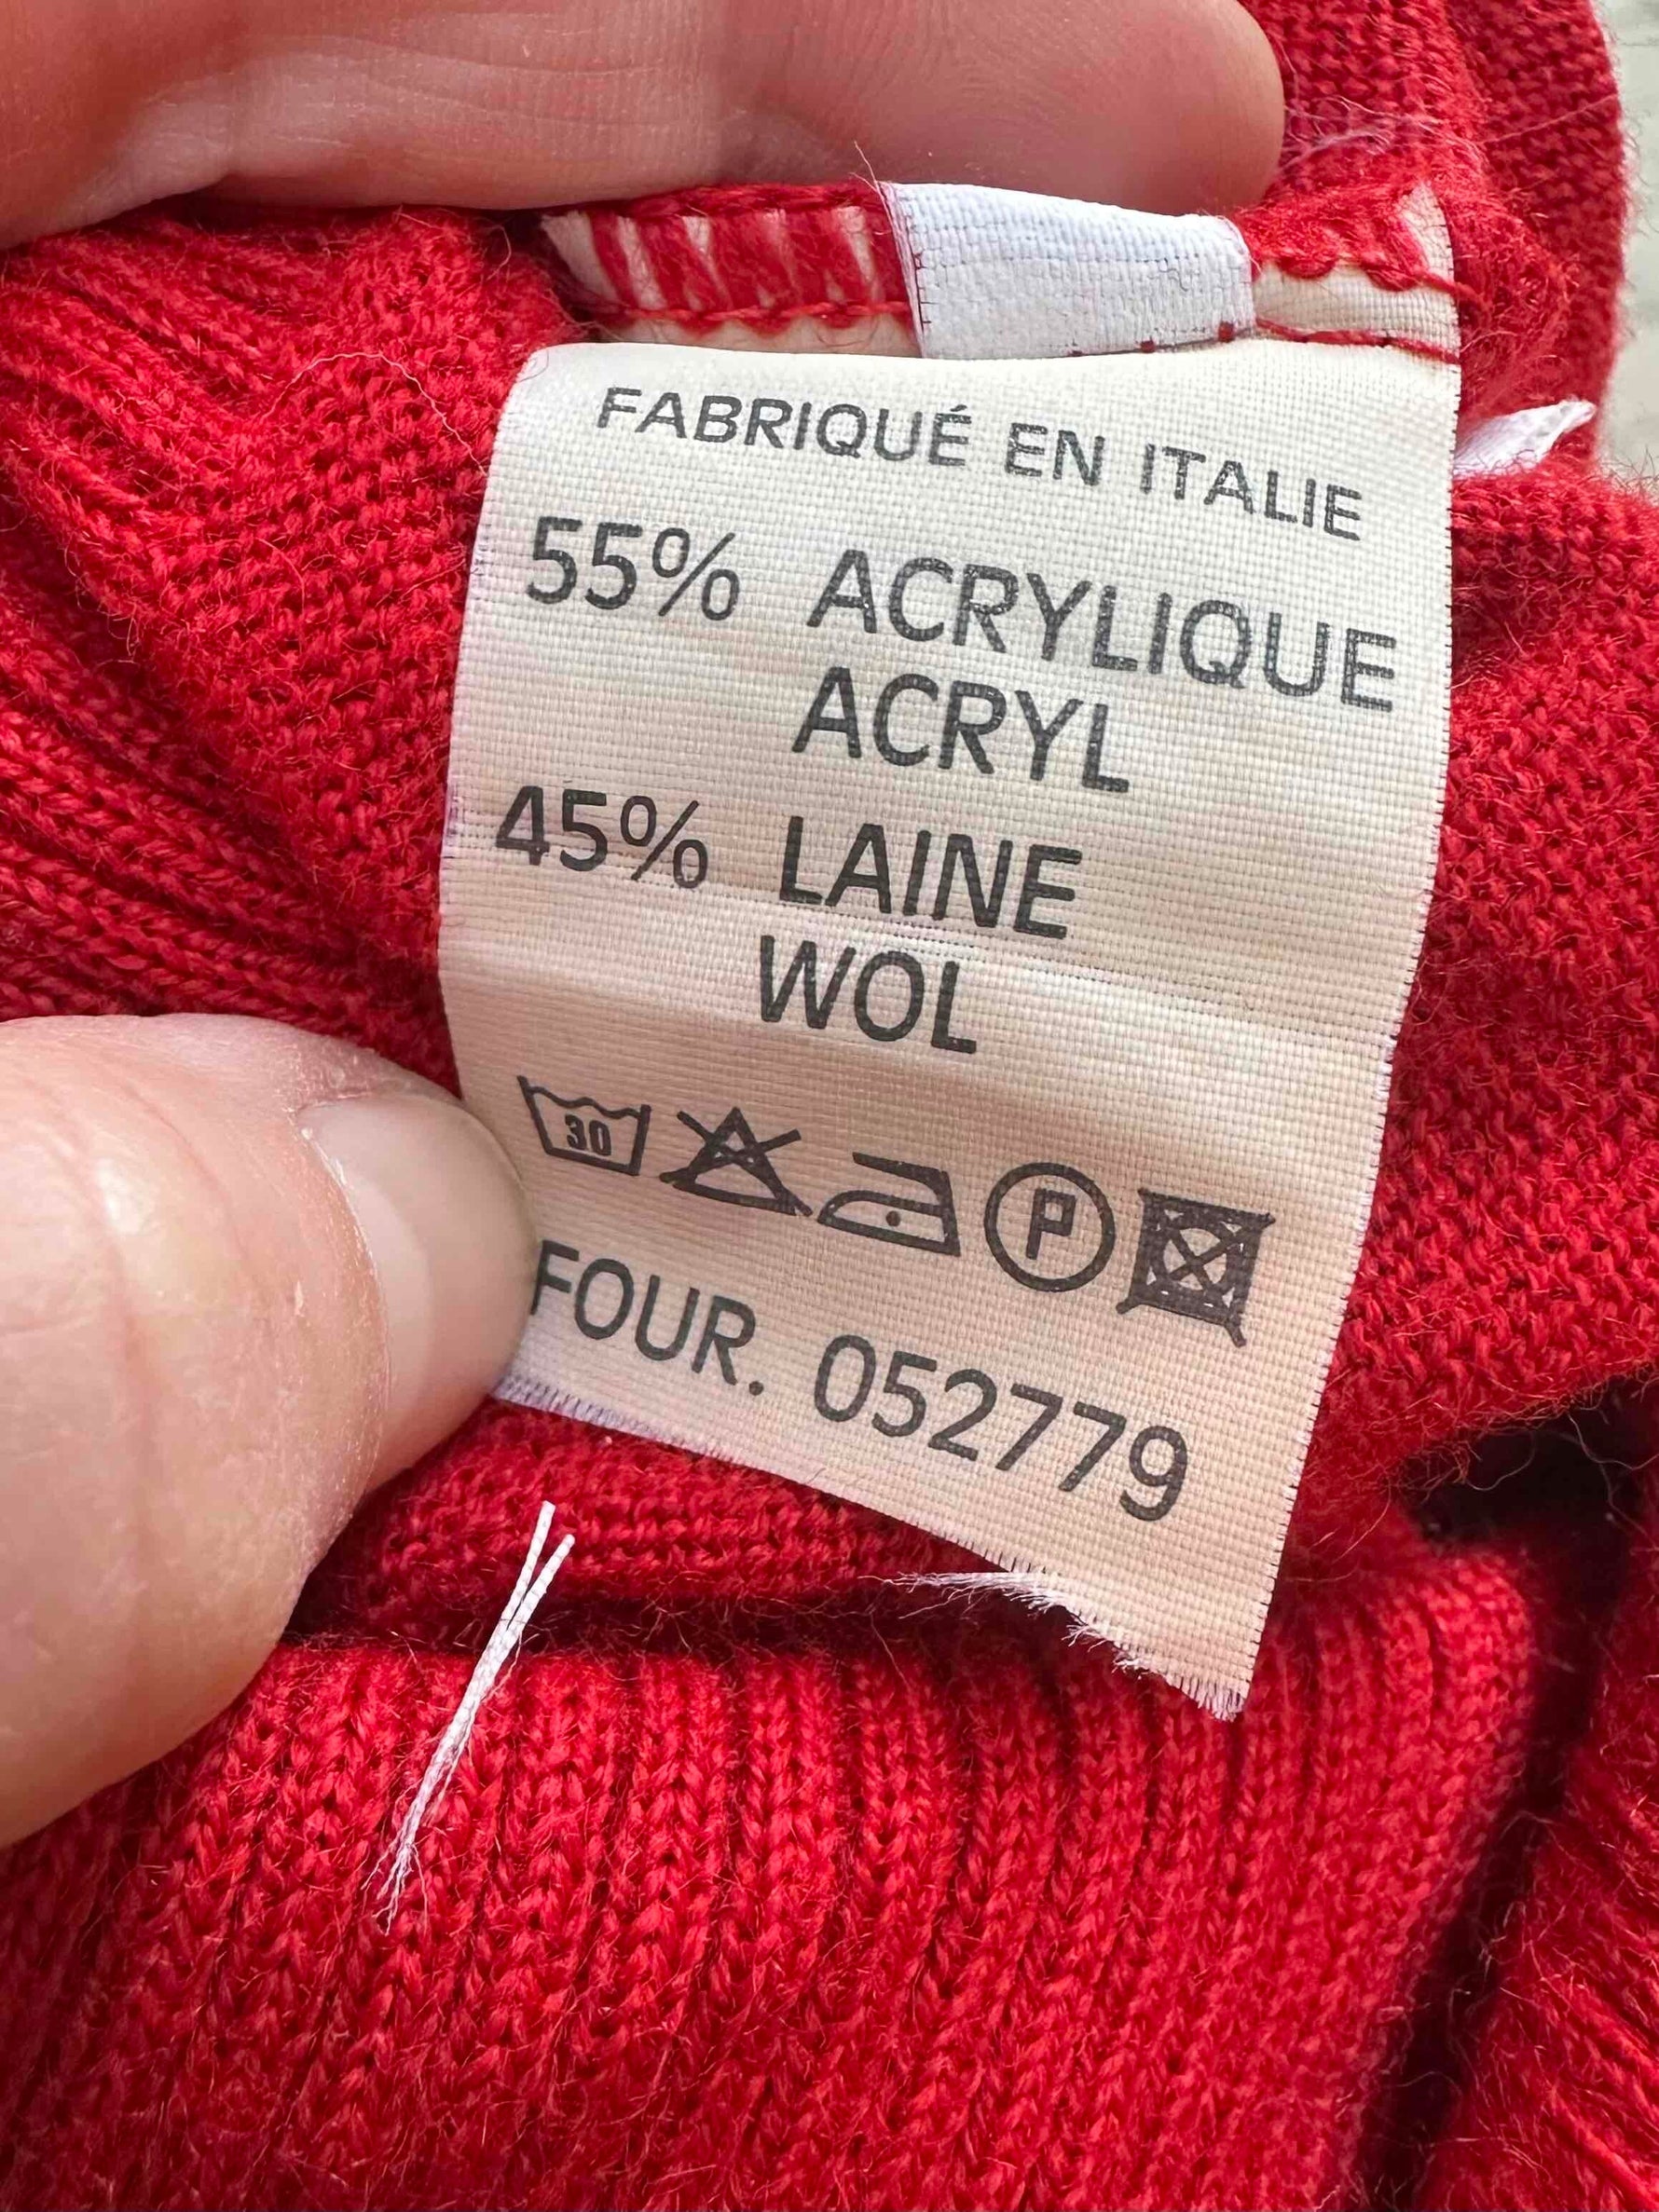 FABRIQUÉ EN ITALIE
55% ACRYLIQUE
ACRYL
45% LAINE
WOL
30 P
FOUR. 052779